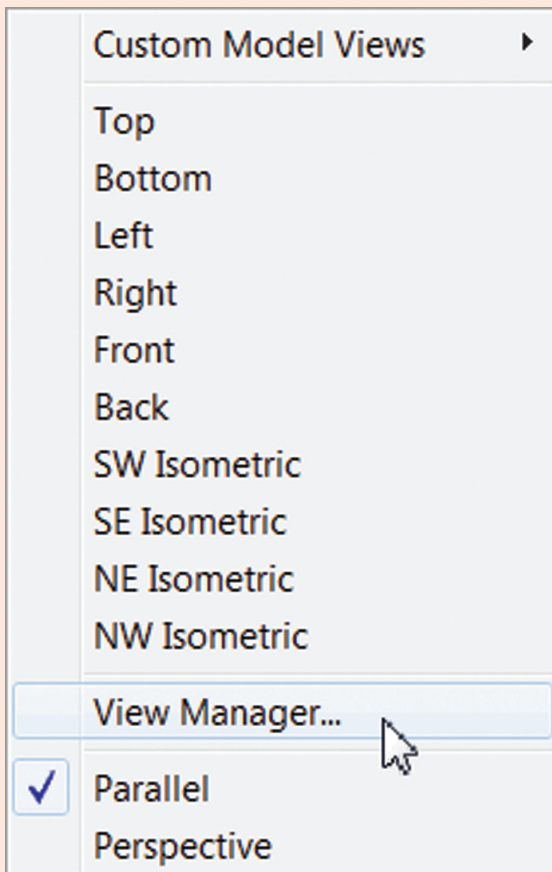 Custom Model Views
Top
Bottom
Left
Right
Front
Back
SW Isometric
SE Isometric
NE Isometric
NW Isometric
View Manager...
Parallel
Perspective